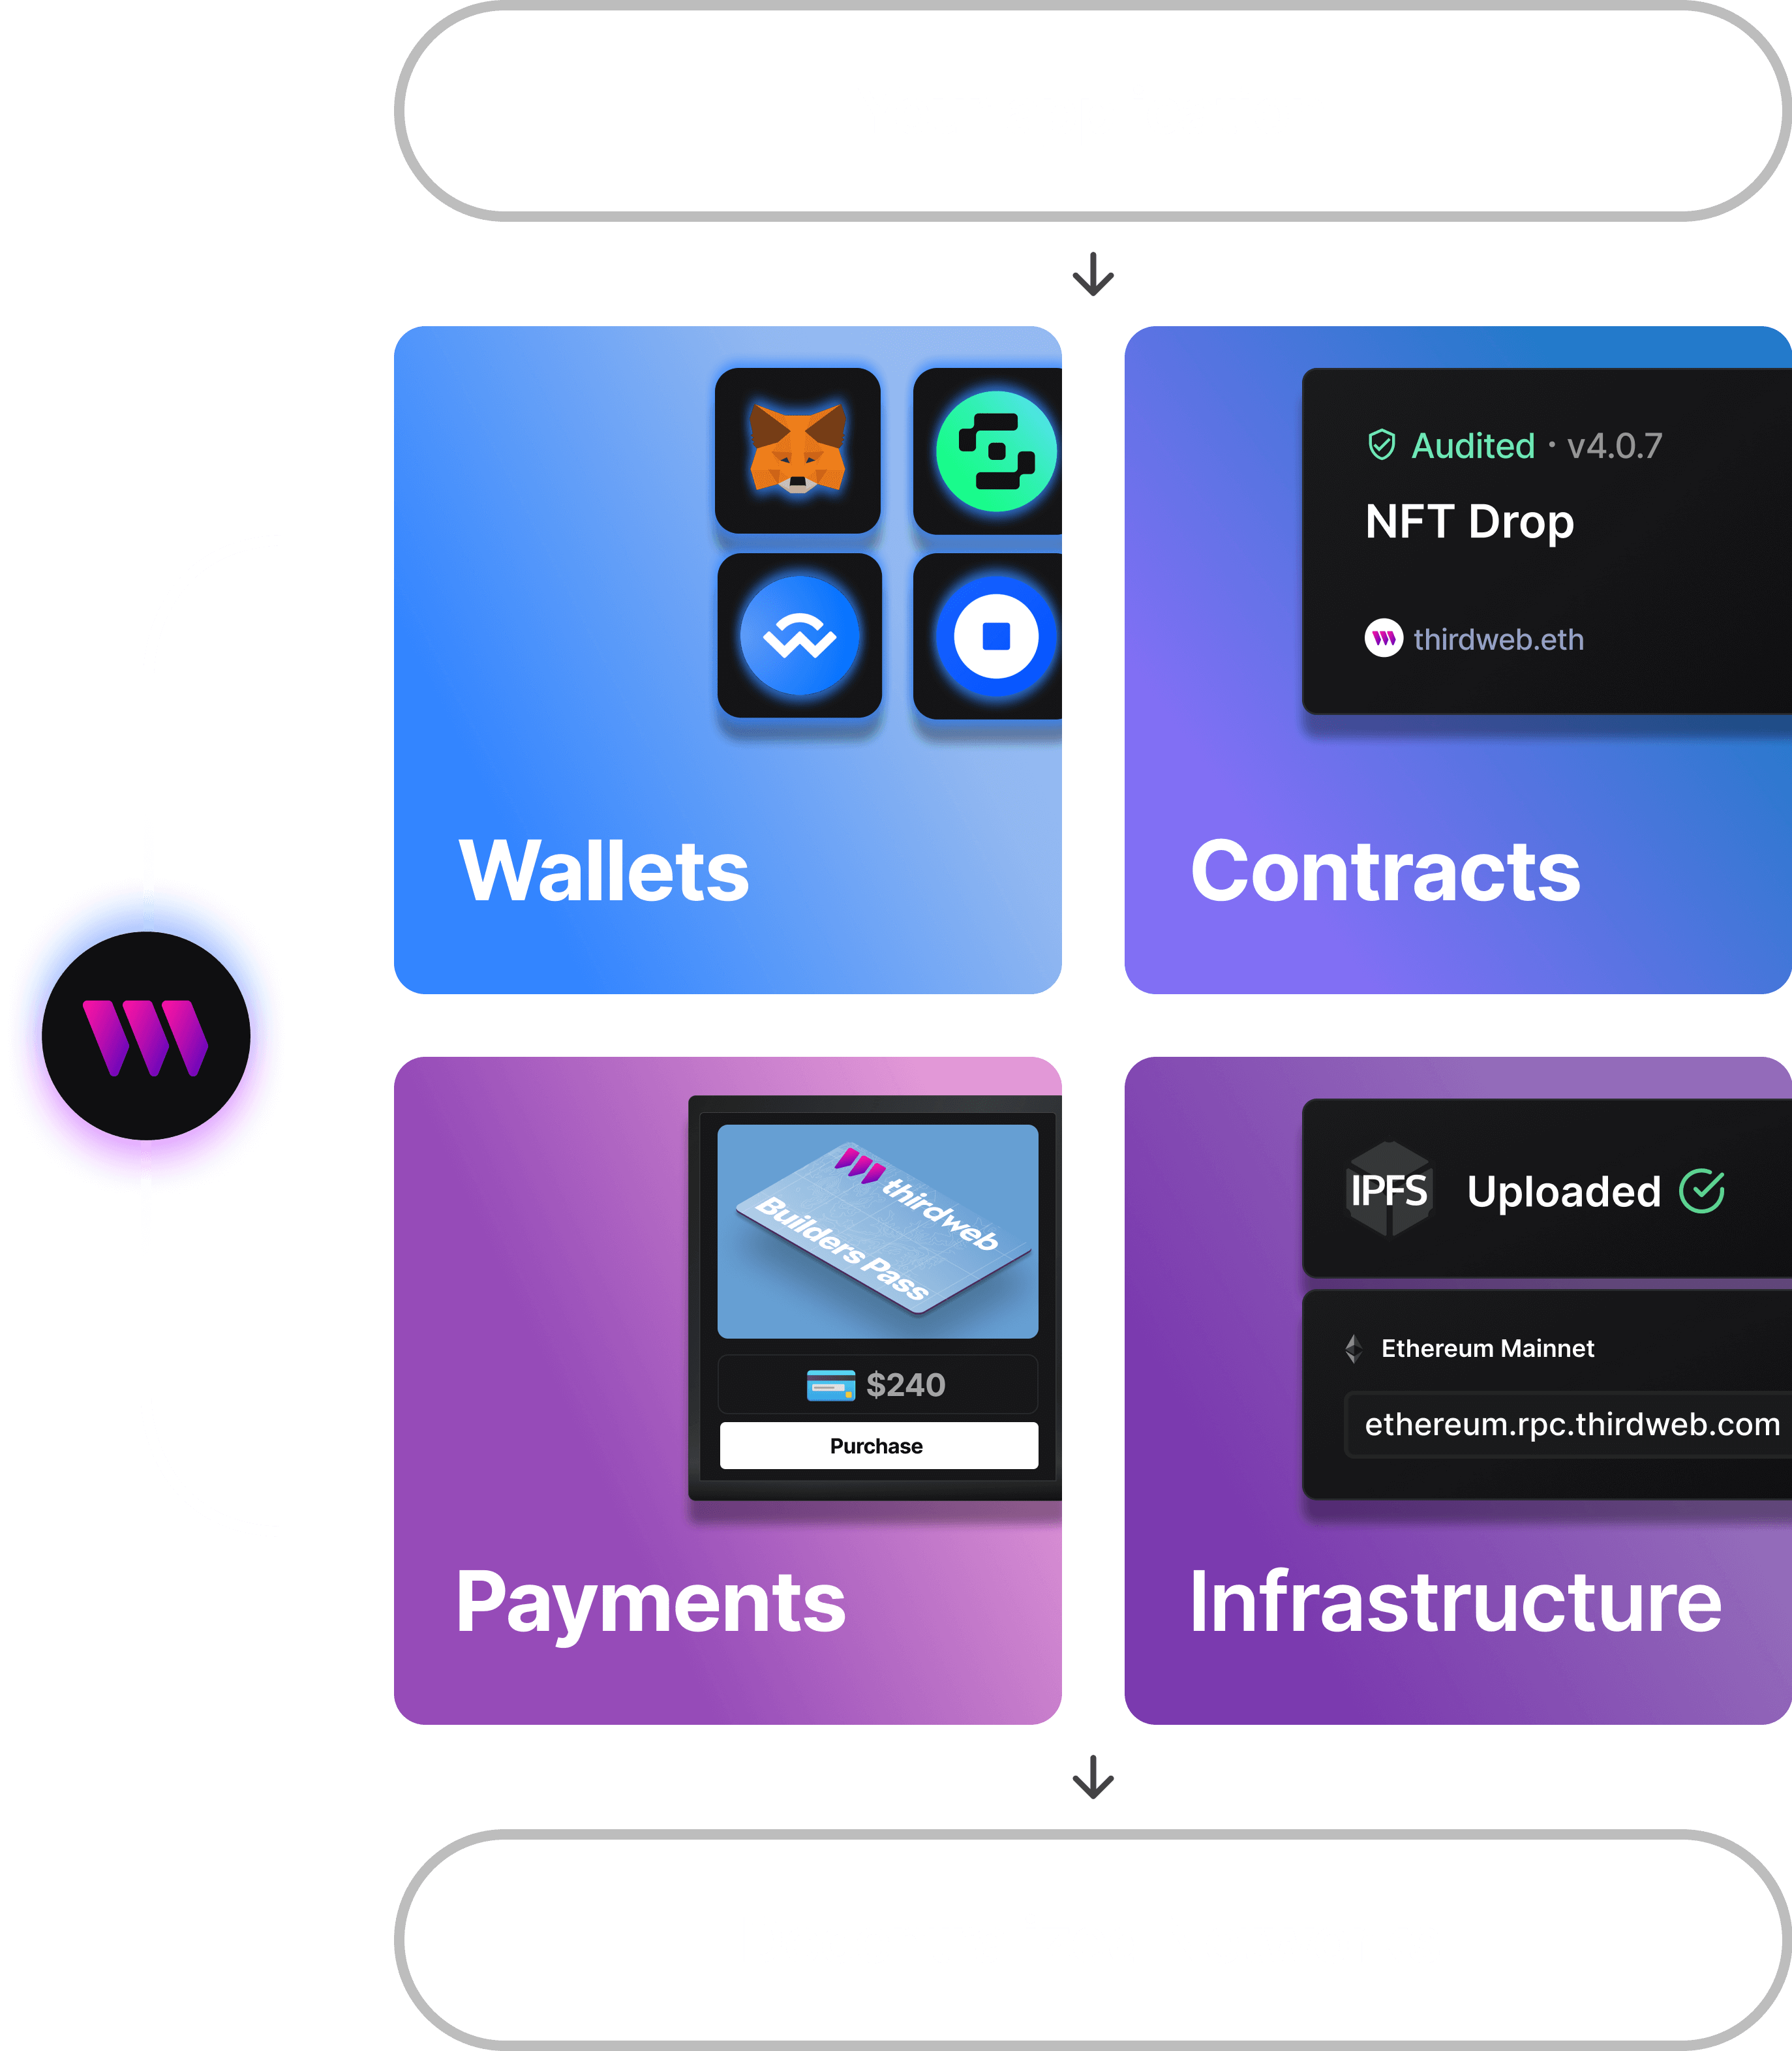 Wallets
Audited · v4.0.7
NFT Drop
thirdweb.eth
Contracts
thirdweb
Builders Pass
$240
Purchase
Payments
IPFS
Uploaded
Ethereum Mainnet
ethereum.rpc.thirdweb.com
Infrastructure